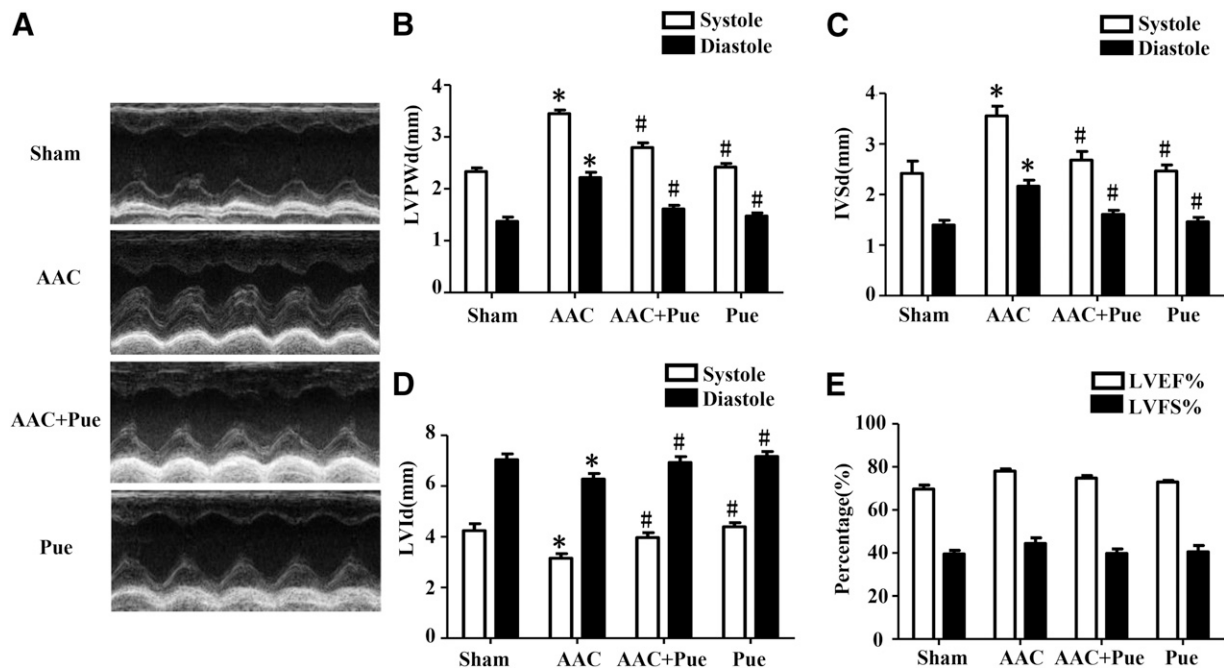 A
Sham
AAC
AAC+Pue
Pue
B
Systole
Diastole
LVPWd(mm)
4
3
2
1
0
*
*
#
#
#
#
Sham
AAC
AAC+Pue
Pue
C
Systole
Diastole
IVSd(mm)
4
3
2
1
0
*
*
#
#
#
#
Sham
AAC
AAC+Pue
Pue
D
Systole
Diastole
LVId(mm)
8
6
4
2
0
*
*
#
#
#
#
Sham
AAC
AAC+Pue
Pue
E
LVEF%
LVFS%
Percentage(%)
100
80
60
40
20
0
Sham
AAC
AAC+Pue
Pue